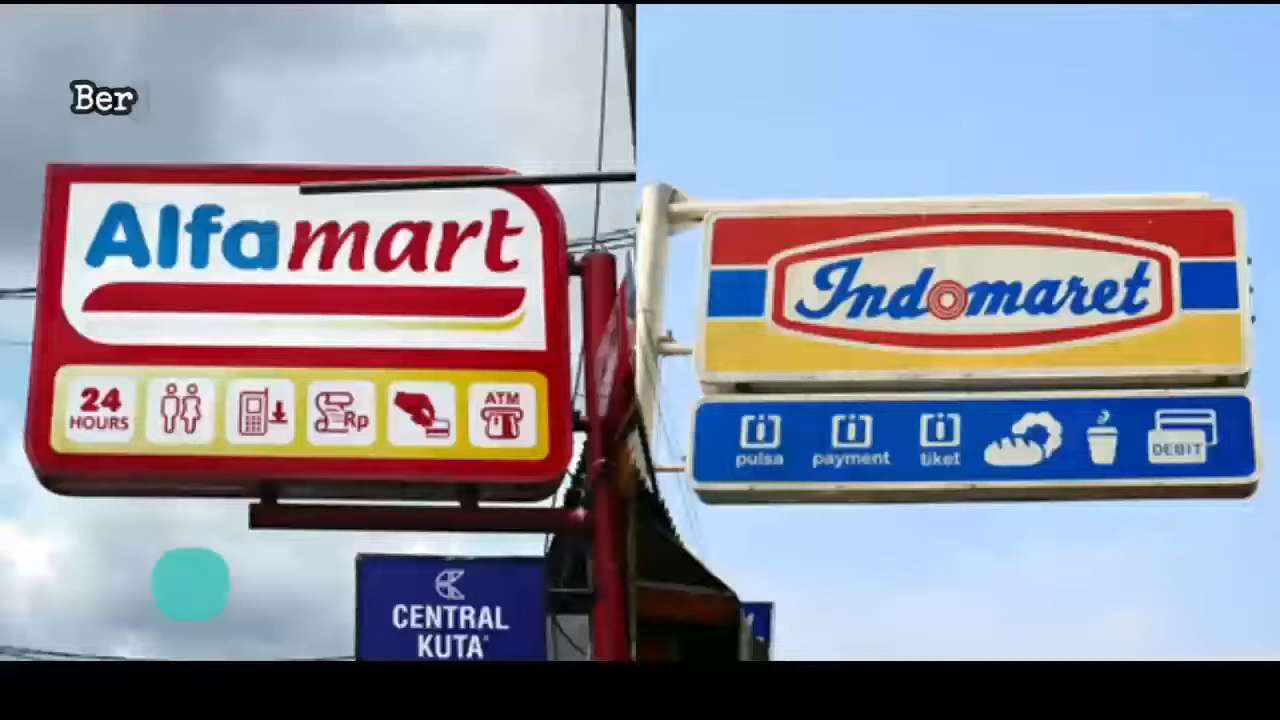 Ber
Alfamart
24
HOURS
Rp
ATM
CENTRAL
KUTA
Indomaret
pulsa
payment
tiket
DEBIT